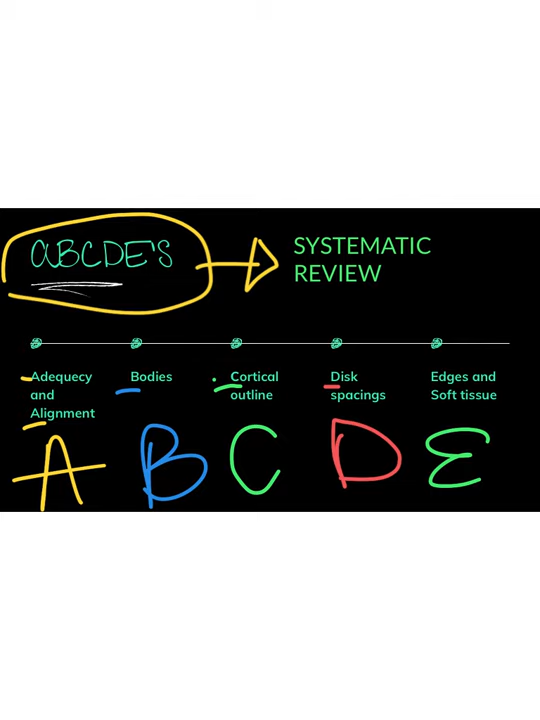 ABCDE'S
SYSTEMATIC
REVIEW
Adequecy
and
Alignment
Bodies
Cortical
outline
Disk
spacings
Edges and
Soft tissue
A B C D E